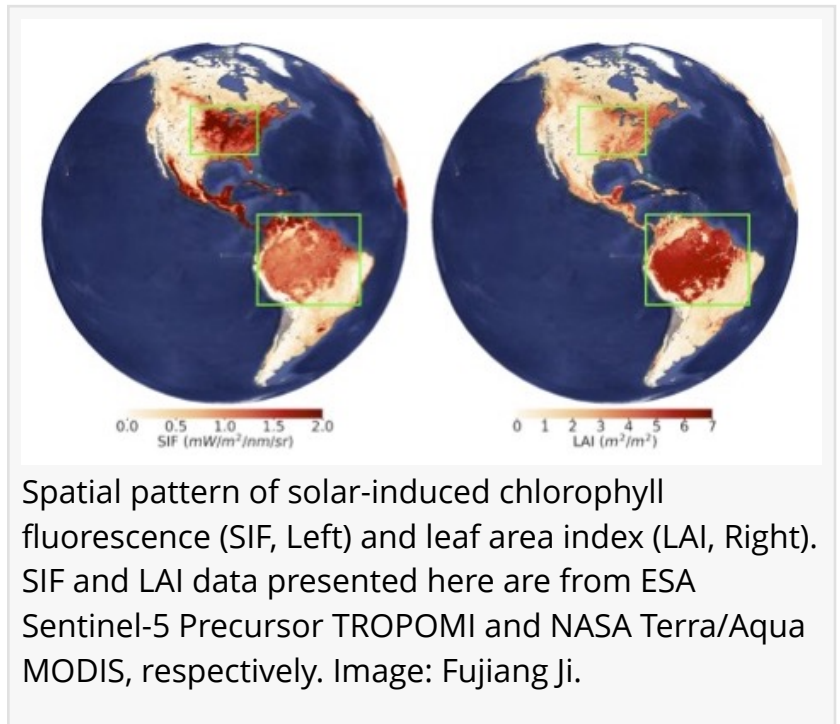 0.0 0.5 1.0 1.5 2.0
SIF (mW/m²/nm/sr)
0 1 2 3 4 5 6 7
LAI (m²/m²)
Spatial pattern of solar-induced chlorophyll
fluorescence (SIF, Left) and leaf area index (LAI, Right).
SIF and LAI data presented here are from ESA
Sentinel-5 Precursor TROPOMI and NASA Terra/Aqua
MODIS, respectively. Image: Fujiang Ji.